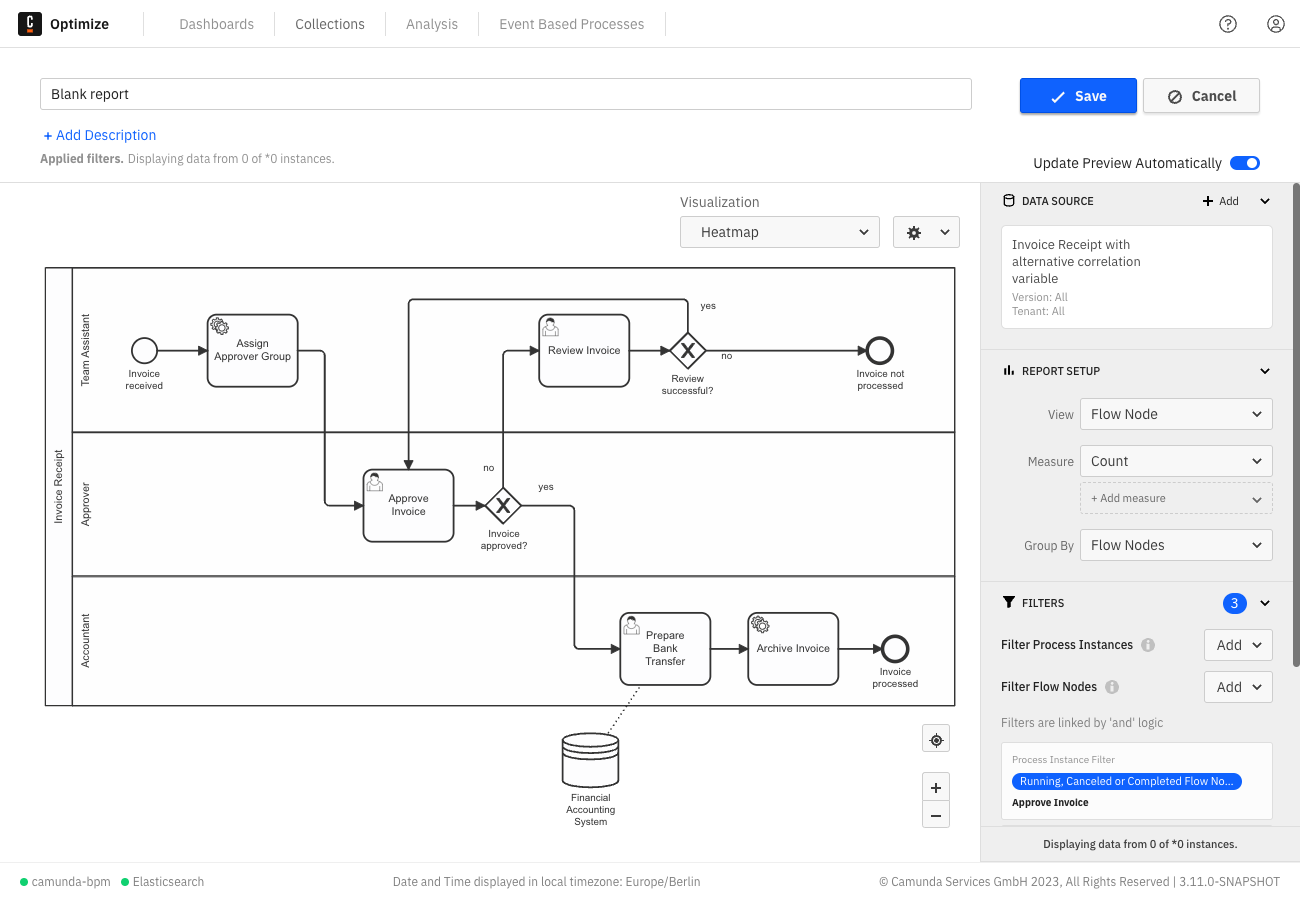 Optimize
Dashboards
Collections
Analysis
Event Based Processes
Blank report
Save
Cancel
+ Add Description
Applied filters. Displaying data from 0 of *0 instances.
Update Preview Automatically
Visualization
Heatmap
Invoice Receipt
Team Assistant
Approver
Accountant
Invoice
received
Assign
Approver Group
Review Invoice
yes
no
Review
successful?
Invoice not
processed
Approve
Invoice
no
yes
Invoice
approved?
Prepare
Bank
Transfer
Archive Invoice
Invoice
processed
Financial
Accounting
System
DATA SOURCE
+ Add
Invoice Receipt with
alternative correlation
variable
Version: All
Tenant: All
REPORT SETUP
View
Flow Node
Measure
Count
+ Add measure
Group By
Flow Nodes
FILTERS
3
Filter Process Instances
Add
Filter Flow Nodes
Add
Filters are linked by 'and' logic
Process Instance Filter
Running, Canceled or Completed Flow No...
Approve Invoice
Displaying data from 0 of *0 instances.
camunda-bpm
Elasticsearch
Date and Time displayed in local timezone: Europe/Berlin
© Camunda Services GmbH 2023, All Rights Reserved | 3.11.0-SNAPSHOT